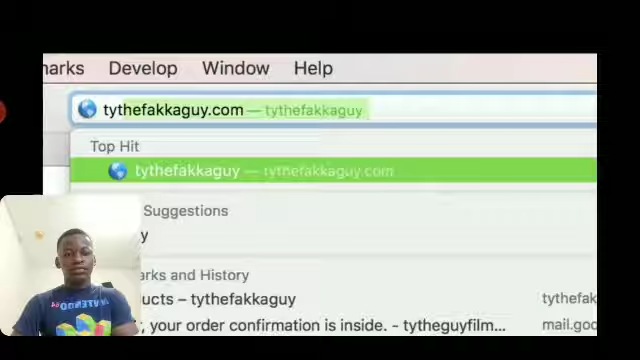 arks Develop Window Help
tythefakkaguy.com — tythefakkaguy
Top Hit
tythefakkaguy — tythefakkaguy.com
Suggestions
y
arks and History
ucts – tythefakkaguy tythefak
, your order confirmation is inside. - tytheguyfilm... mail.goo